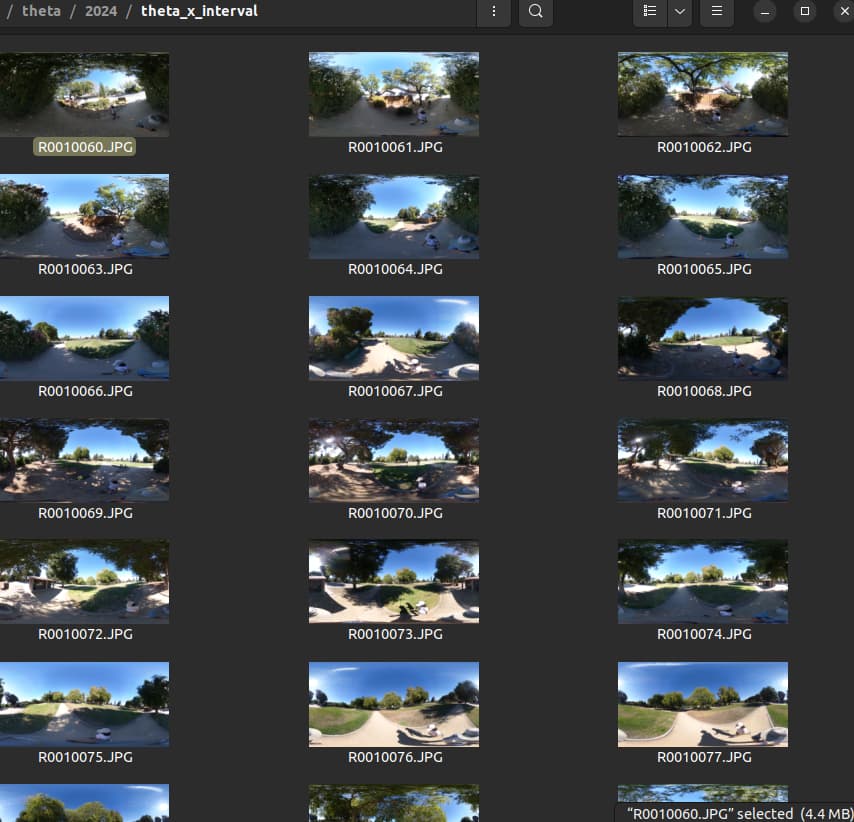 / theta / 2024 / theta_x_interval
R0010060.JPG R0010061.JPG R0010062.JPG
R0010063.JPG R0010064.JPG R0010065.JPG
R0010066.JPG R0010067.JPG R0010068.JPG
R0010069.JPG R0010070.JPG R0010071.JPG
R0010072.JPG R0010073.JPG R0010074.JPG
R0010075.JPG R0010076.JPG R0010077.JPG
“R0010060.JPG” selected (4.4 MB)